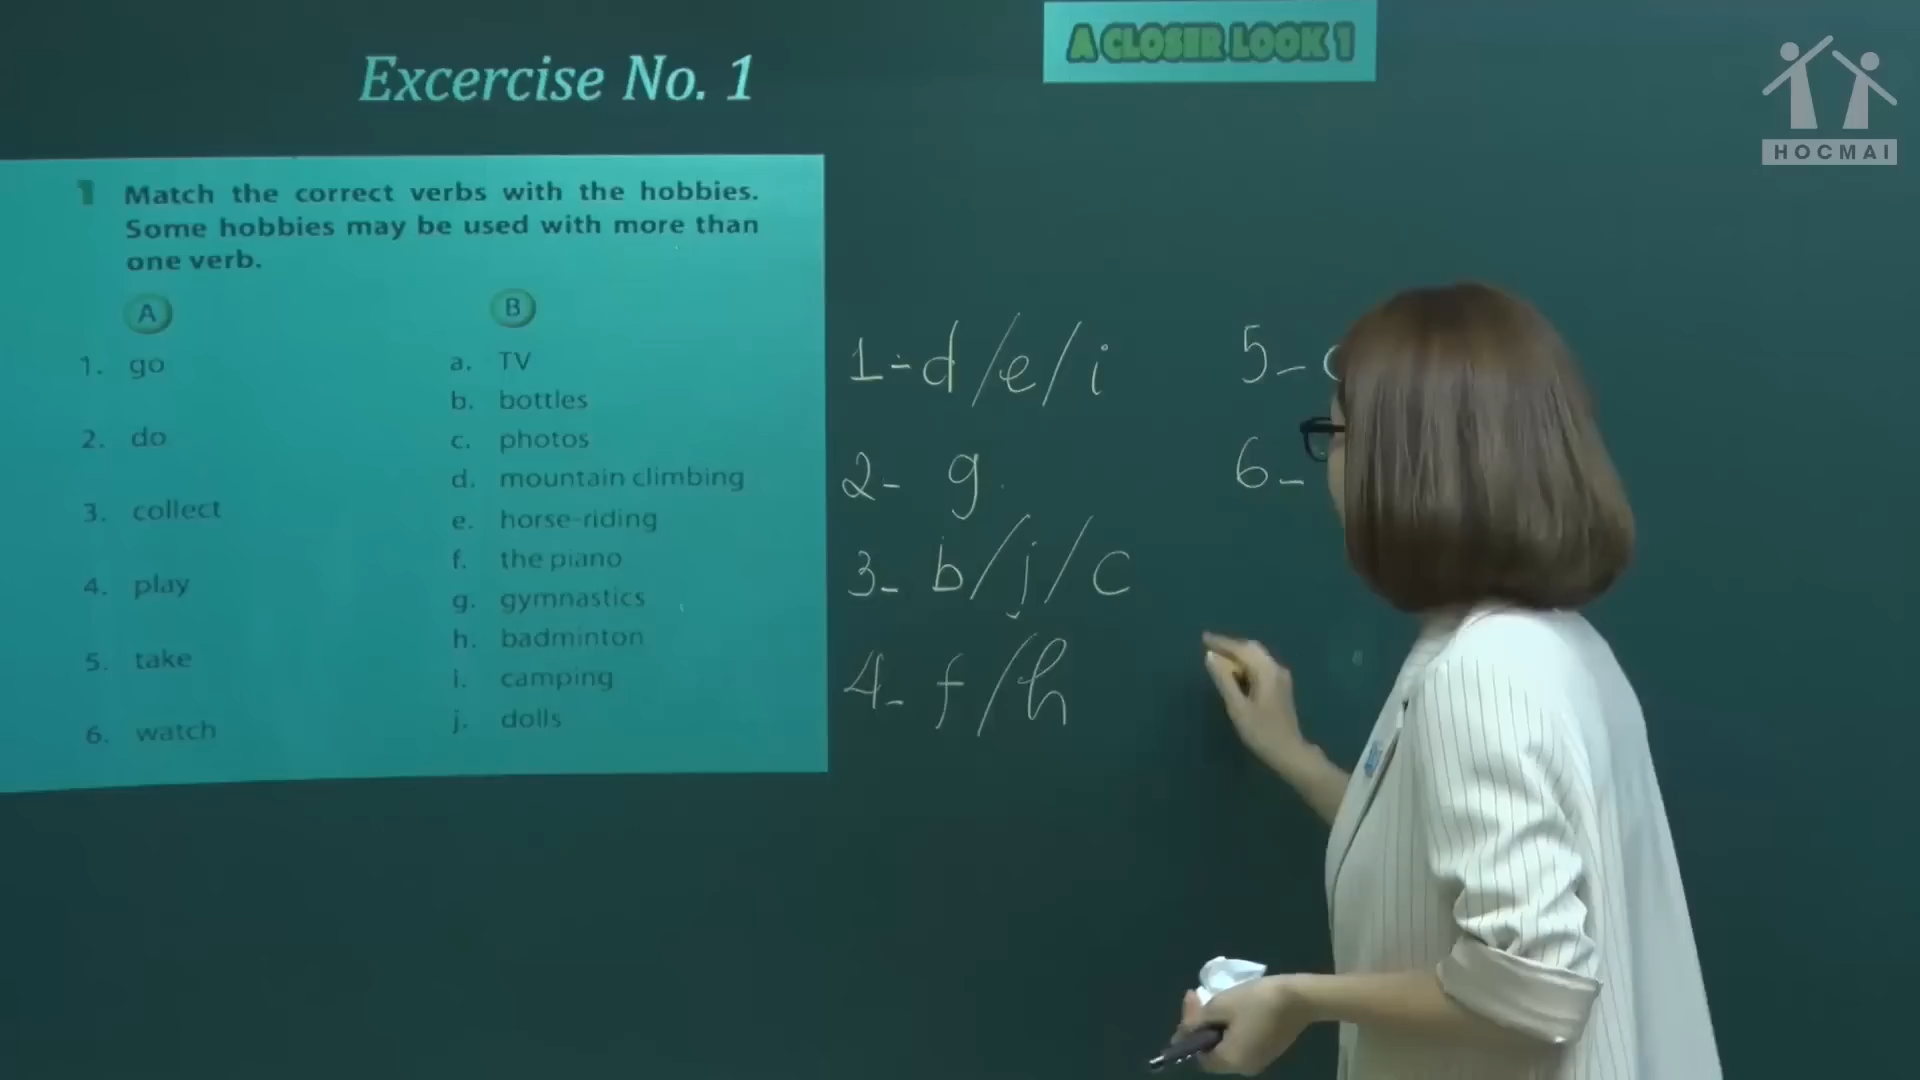 A CLOSER LOOK 1
Excercise No. 1
HOCMAI
1 Match the correct verbs with the hobbies.
Some hobbies may be used with more than
one verb.
A
B
1. go
2. do
3. collect
4. play
5. take
6. watch
a. TV
b. bottles
c. photos
d. mountain climbing
e. horse-riding
f. the piano
g. gymnastics
h. badminton
i. camping
j. dolls
1- d/e/i
2- g
3- b/j/c
4- f/h
5-
6-